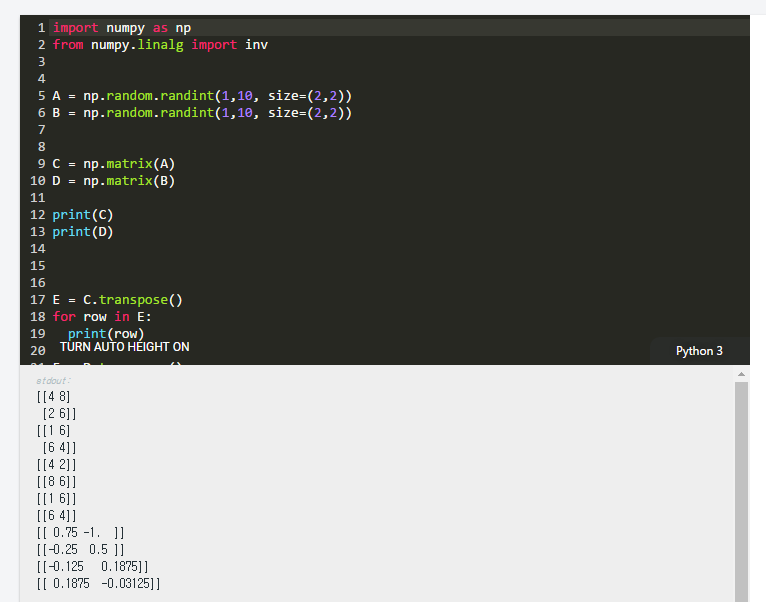 1 import numpy as np
2 from numpy.linalg import inv
3
4
5 A = np.random.randint(1,10, size=(2,2))
6 B = np.random.randint(1,10, size=(2,2))
7
8
9 C = np.matrix(A)
10 D = np.matrix(B)
11
12 print(C)
13 print(D)
14
15
16
17 E = C.transpose()
18 for row in E:
19   print(row)
20 TURN AUTO HEIGHT ON
Python 3
stdout:
[[4 8]
 [2 6]]
[[1 6]
 [6 4]]
[[4 2]]
[[8 6]]
[[1 6]]
[[6 4]]
[[ 0.75 -1.  ]]
[[-0.25  0.5 ]]
[[-0.125   0.1875]]
[[ 0.1875  -0.03125]]